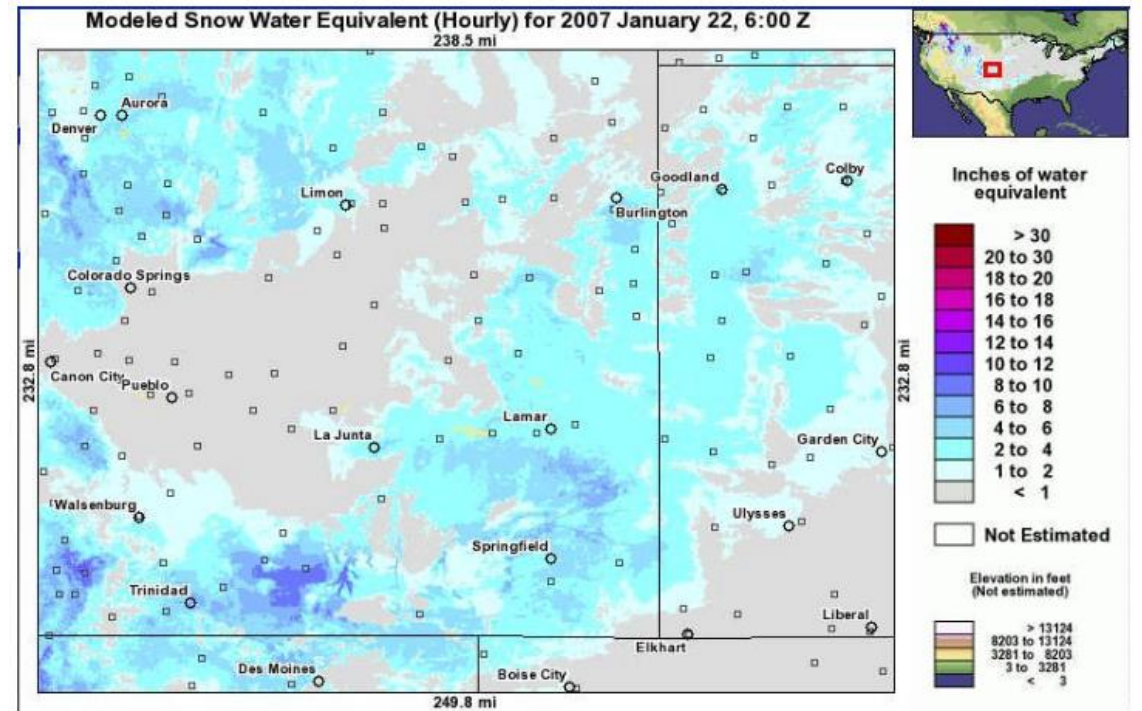 Modeled Snow Water Equivalent (Hourly) for 2007 January 22, 6:00 Z
238.5 mi
Aurora
Denver
Limon
Goodland
Colby
Burlington
Colorado Springs
232.8 mi
232.8 mi
Canon City
Pueblo
La Junta
Lamar
Garden City
Walsenburg
Ulysses
Springfield
Trinidad
Liberal
Elkhart
Des Moines
Boise City
249.8 mi
Inches of water
equivalent
> 30
20 to 30
18 to 20
16 to 18
14 to 16
12 to 14
10 to 12
8 to 10
6 to 8
4 to 6
2 to 4
1 to 2
< 1
Not Estimated
Elevation in feet
(Not estimated)
> 13124
8203 to 13124
3281 to 8203
3 to 3281
< 3